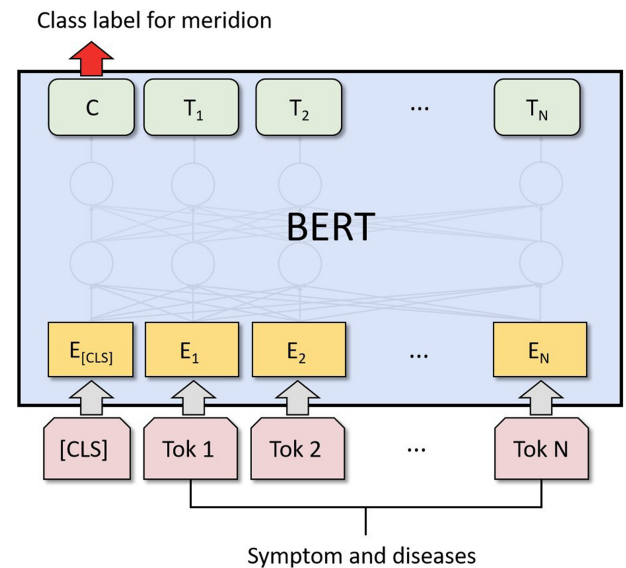 Class label for meridion
C T1 T2 ... TN
BERT
E[CLS] E1 E2 ... EN
[CLS] Tok 1 Tok 2 ... Tok N
Symptom and diseases